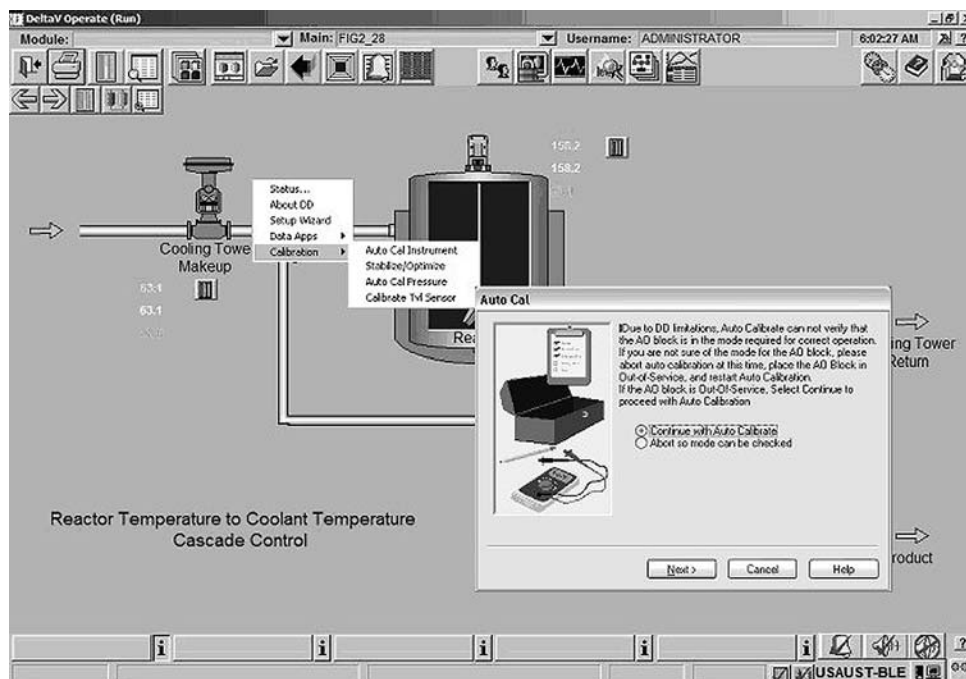 DeltaV Operate (Run)
Module:
Main: FIG2_28
Username: ADMINISTRATOR
6:02:27 AM
158.2
158.2
Status...
About DD
Setup Wizard
Data Apps
Calibration
Auto Cal Instrument
Stabilize/Optimize
Auto Cal Pressure
Calibrate Tvl Sensor
Cooling Towe
Makeup
63.1
63.1
Rea
Auto Cal
Due to DD limitations, Auto Calibrate can not verify that
the AO block is in the mode required for correct operation.
If you are not sure of the mode for the AO block, please
abort auto calibration at this time, place the AO Block in
Out-of-Service, and restart Auto Calibration.
If the AO block is Out-Of-Service, Select Continue to
proceed with Auto Calibration
Continue with Auto Calibrate
Abort so mode can be checked
Next >
Cancel
Help
ing Tower
Return
roduct
Reactor Temperature to Coolant Temperature
Cascade Control
USAUST-BLE